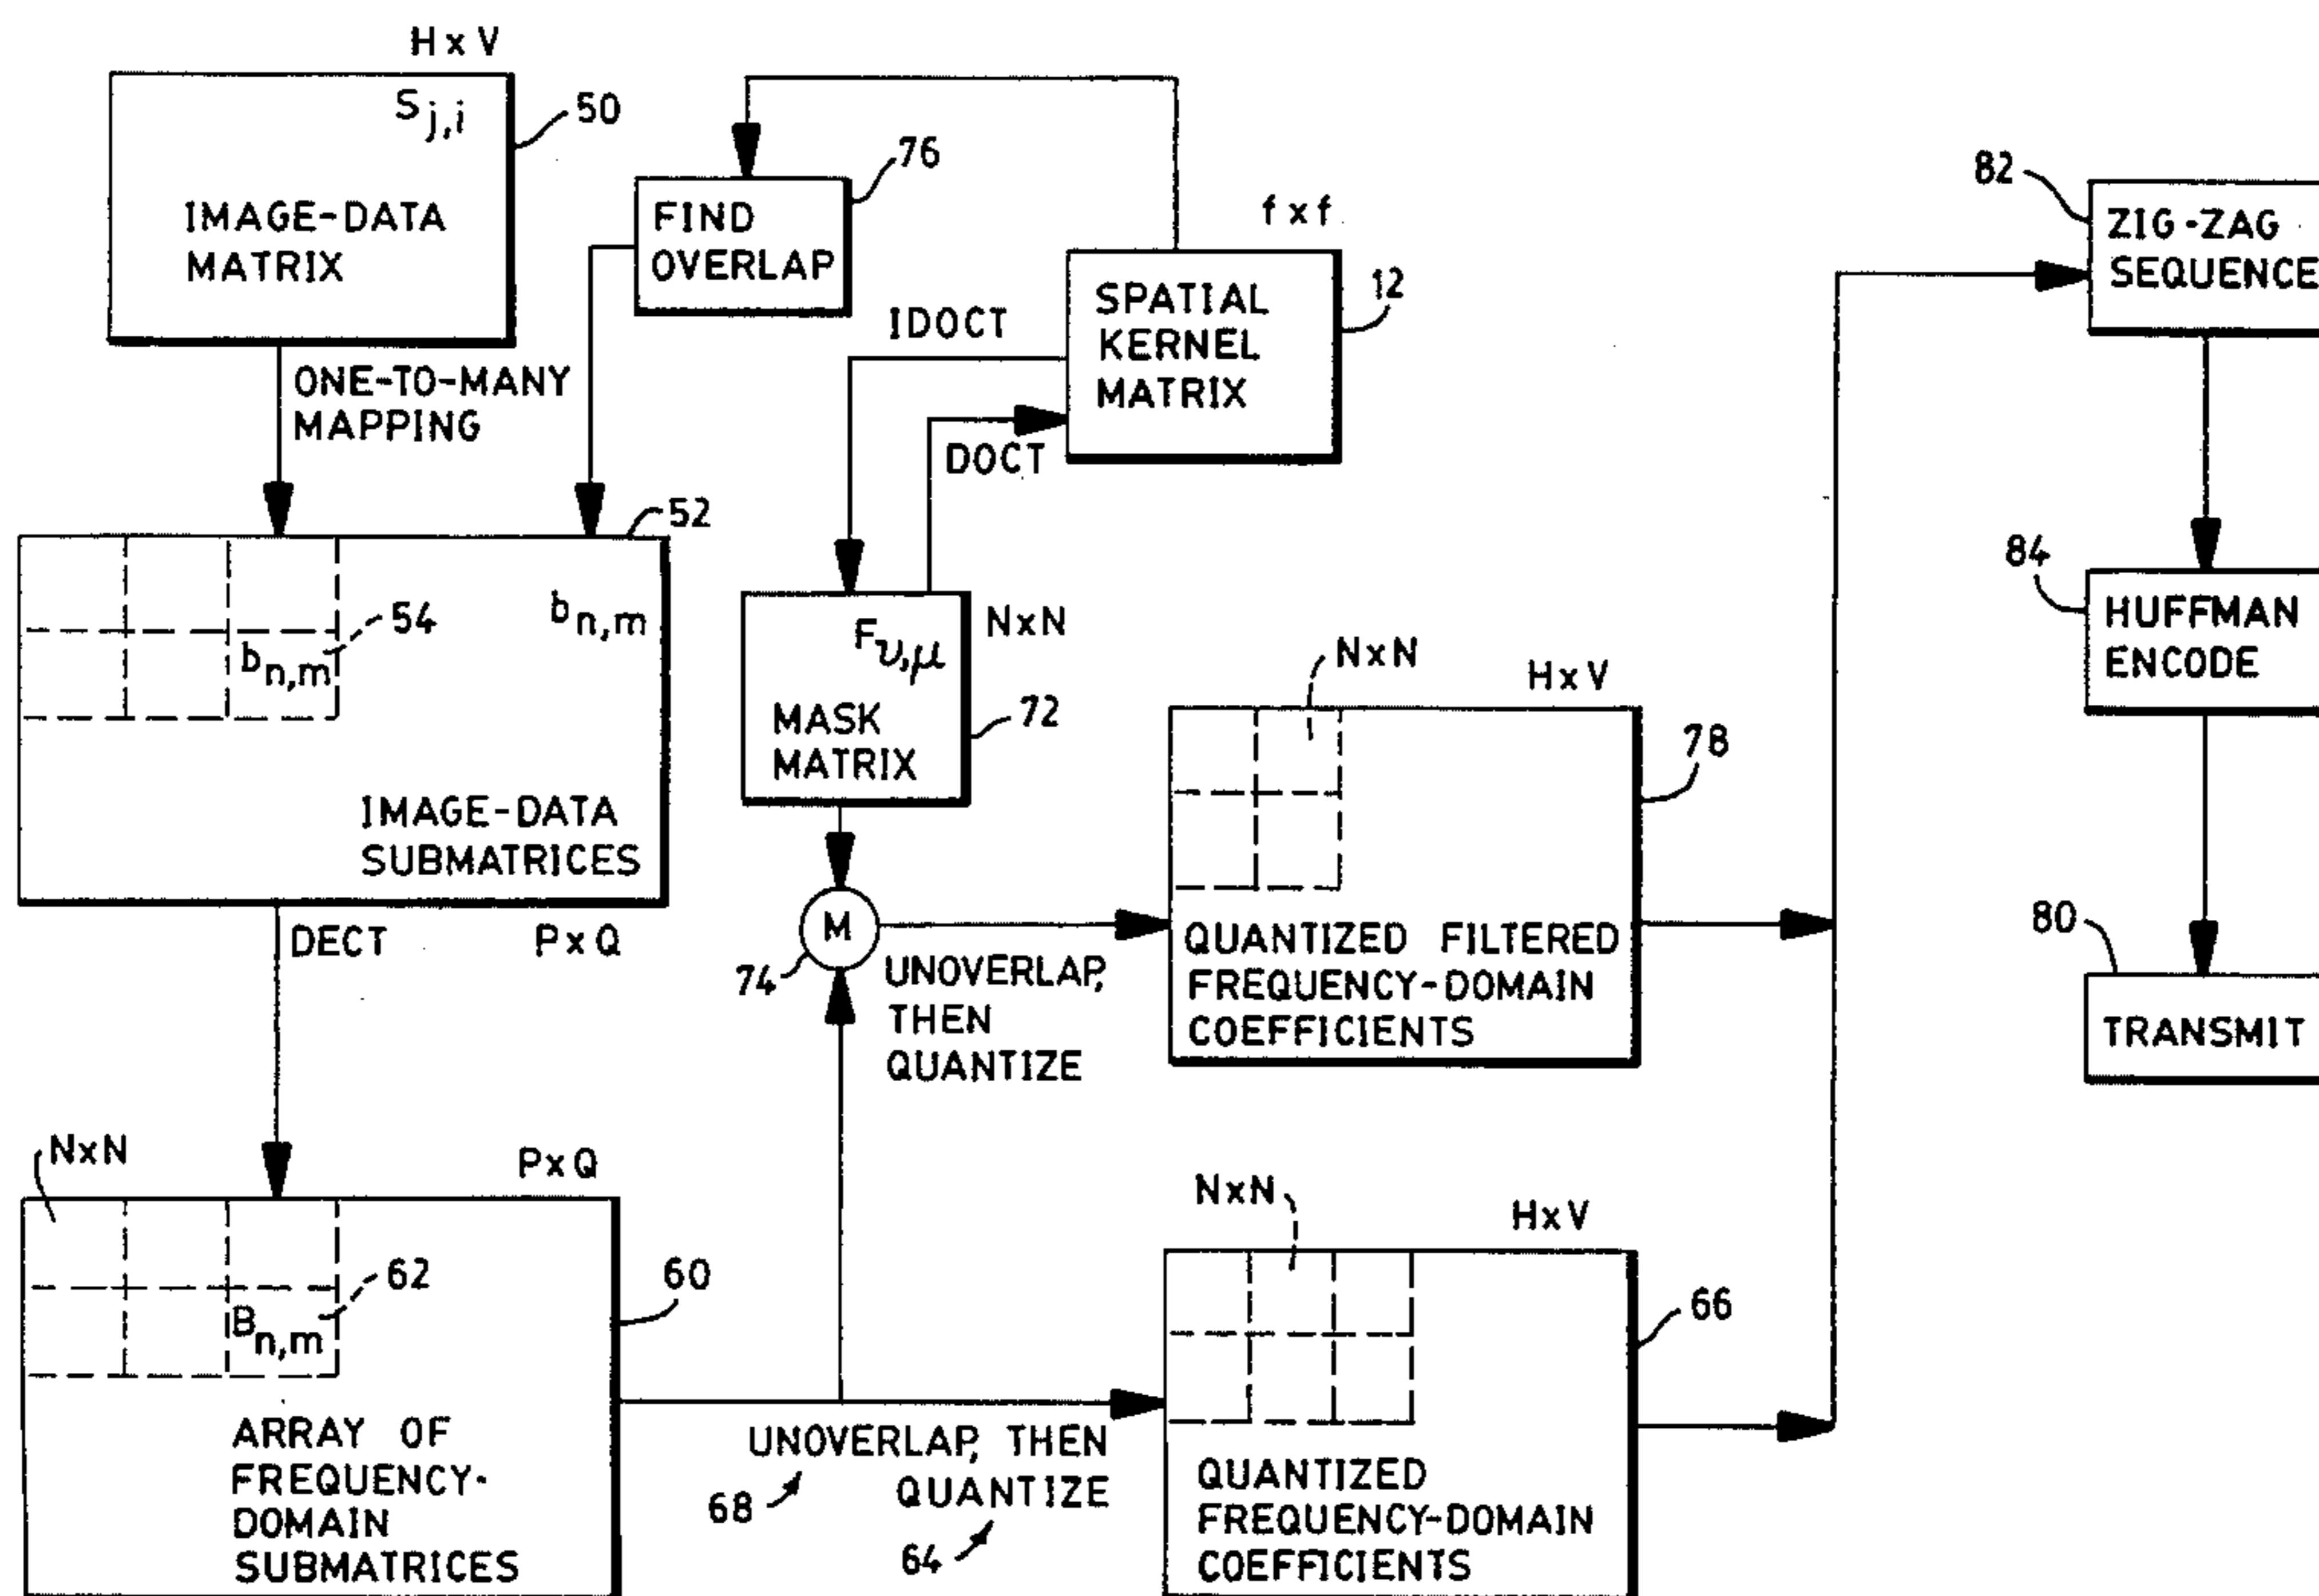 H x V
S j,i
50
IMAGE-DATA
MATRIX
ONE-TO-MANY
MAPPING
76
FIND
OVERLAP
f x f
12
SPATIAL
KERNEL
MATRIX
IDOCT
DOCT
82
ZIG-ZAG
SEQUENCE
52
b n,m
54
b n,m
IMAGE-DATA
SUBMATRICES
DECT
P x Q
F υ,μ
N x N
MASK
MATRIX
72
M
74
UNOVERLAP,
THEN
QUANTIZE
N x N
H x V
78
QUANTIZED FILTERED
FREQUENCY-DOMAIN
COEFFICIENTS
84
HUFFMAN
ENCODE
80
TRANSMIT
N x N
P x Q
62
B n,m
60
ARRAY OF
FREQUENCY-
DOMAIN
SUBMATRICES
UNOVERLAP, THEN
QUANTIZE
68
64
N x N
H x V
66
QUANTIZED
FREQUENCY-DOMAIN
COEFFICIENTS